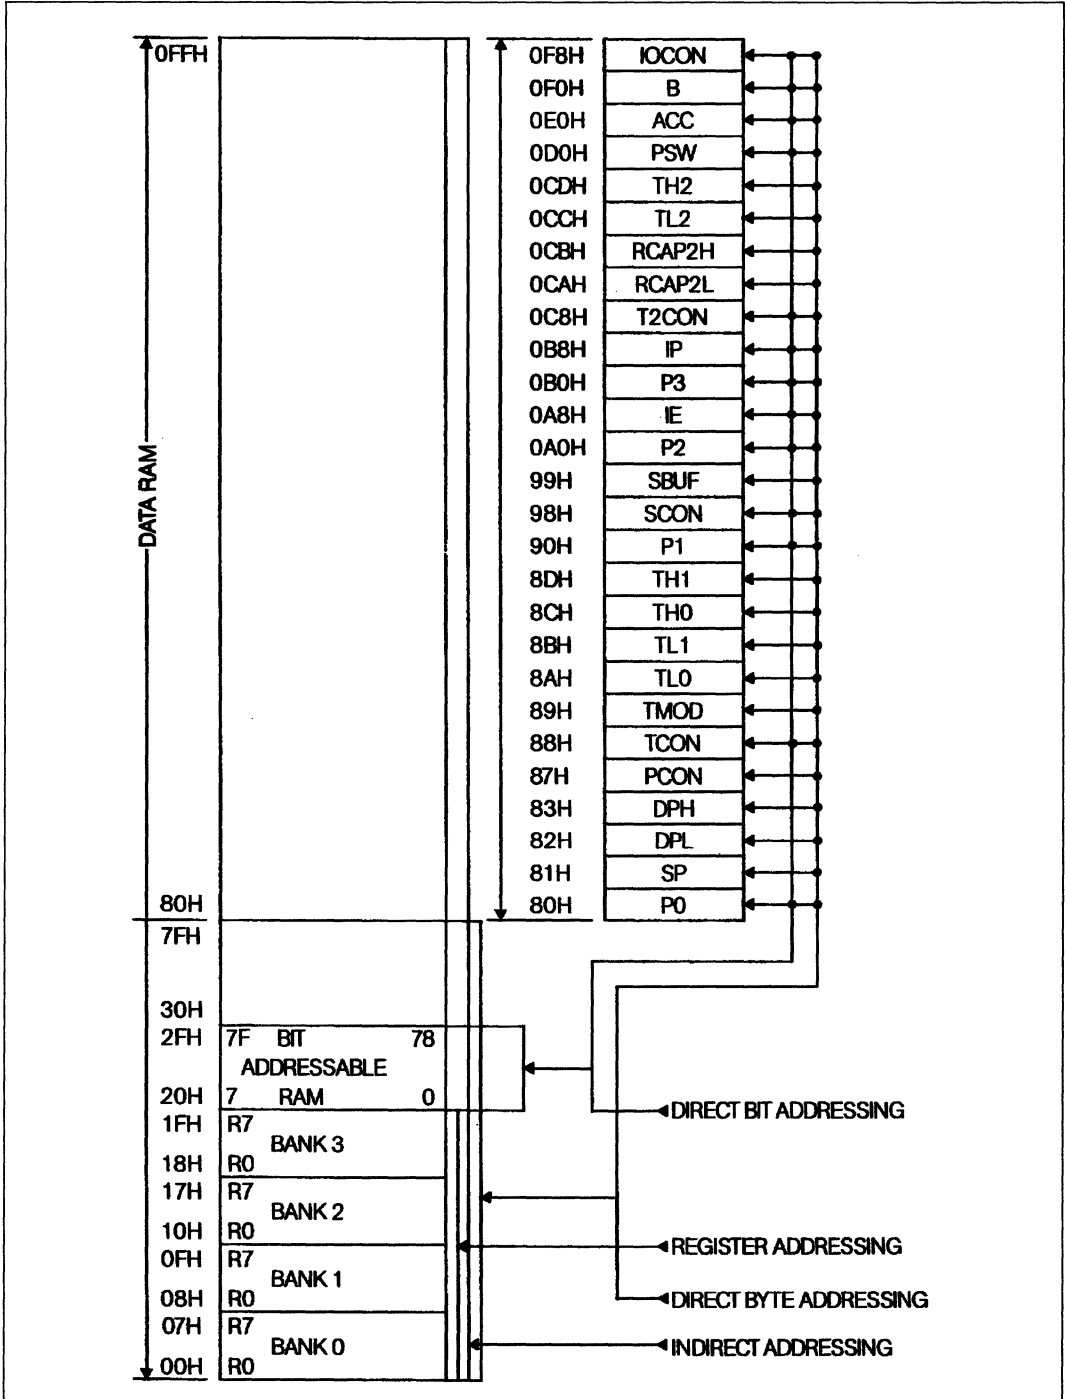 0FFH
0F8H IOCON
0F0H B
0E0H ACC
0D0H PSW
0CDH TH2
0CCH TL2
0CBH RCAP2H
0CAH RCAP2L
0C8H T2CON
0B8H IP
0B0H P3
0A8H IE
0A0H P2
99H SBUF
98H SCON
90H P1
8DH TH1
8CH TH0
8BH TL1
8AH TL0
89H TMOD
88H TCON
87H PCON
83H DPH
82H DPL
81H SP
80H P0
DATA RAM
80H
7FH
30H
2FH 7F BIT 78
ADDRESSABLE
20H 7 RAM 0
1FH R7
BANK 3
18H R0
17H R7
BANK 2
10H R0
0FH R7
BANK 1
08H R0
07H R7
BANK 0
00H R0
DIRECT BIT ADDRESSING
REGISTER ADDRESSING
DIRECT BYTE ADDRESSING
INDIRECT ADDRESSING